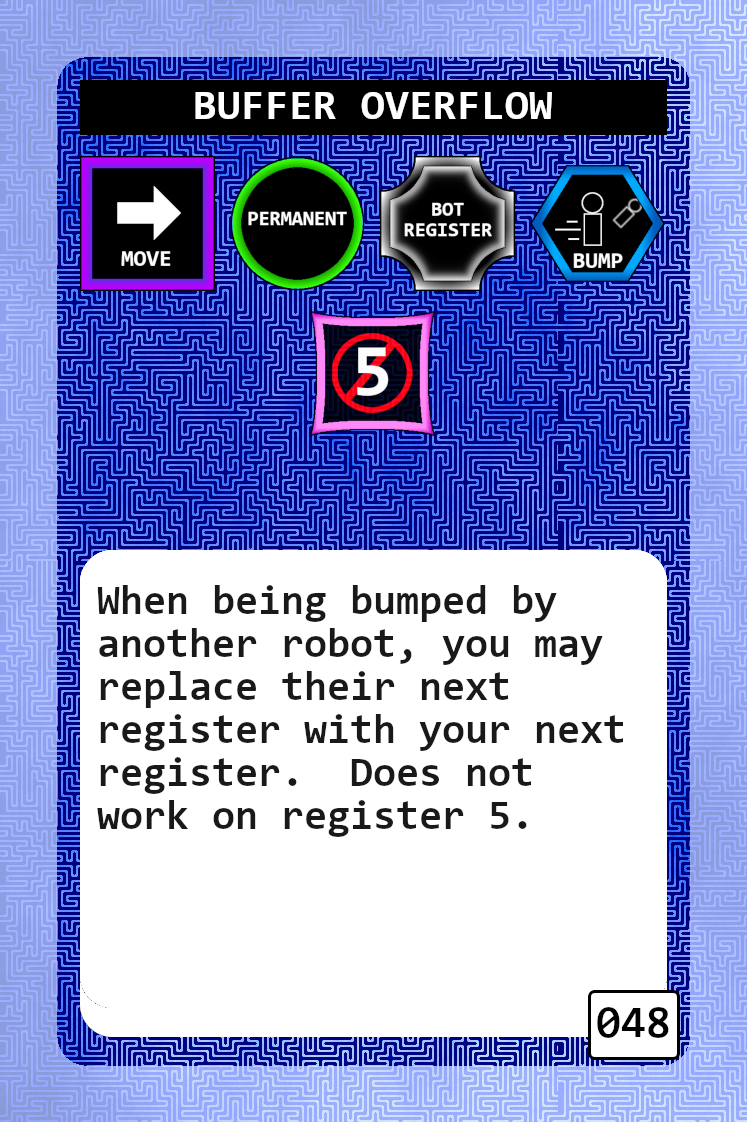 BUFFER OVERFLOW
MOVE
PERMANENT
BOT
REGISTER
BUMP
5
When being bumped by
another robot, you may
replace their next
register with your next
register.  Does not
work on register 5.
048